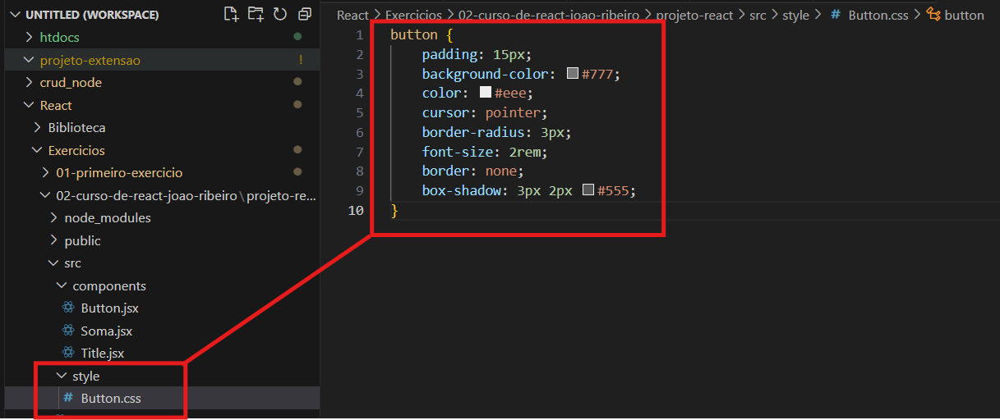 UNTITLED (WORKSPACE)
htdocs
projeto-extensao !
crud_node
React
Biblioteca
Exercicios
01-primeiro-exercicio
02-curso-de-react-joao-ribeiro\projeto-re...
node_modules
public
src
components
Button.jsx
Soma.jsx
Title.jsx
style
# Button.css
React > Exercicios > 02-curso-de-react-joao-ribeiro > projeto-react > src > style > # Button.css > button
1 button {
2 padding: 15px;
3 background-color: #777;
4 color: #eee;
5 cursor: pointer;
6 border-radius: 3px;
7 font-size: 2rem;
8 border: none;
9 box-shadow: 3px 2px #555;
10 }